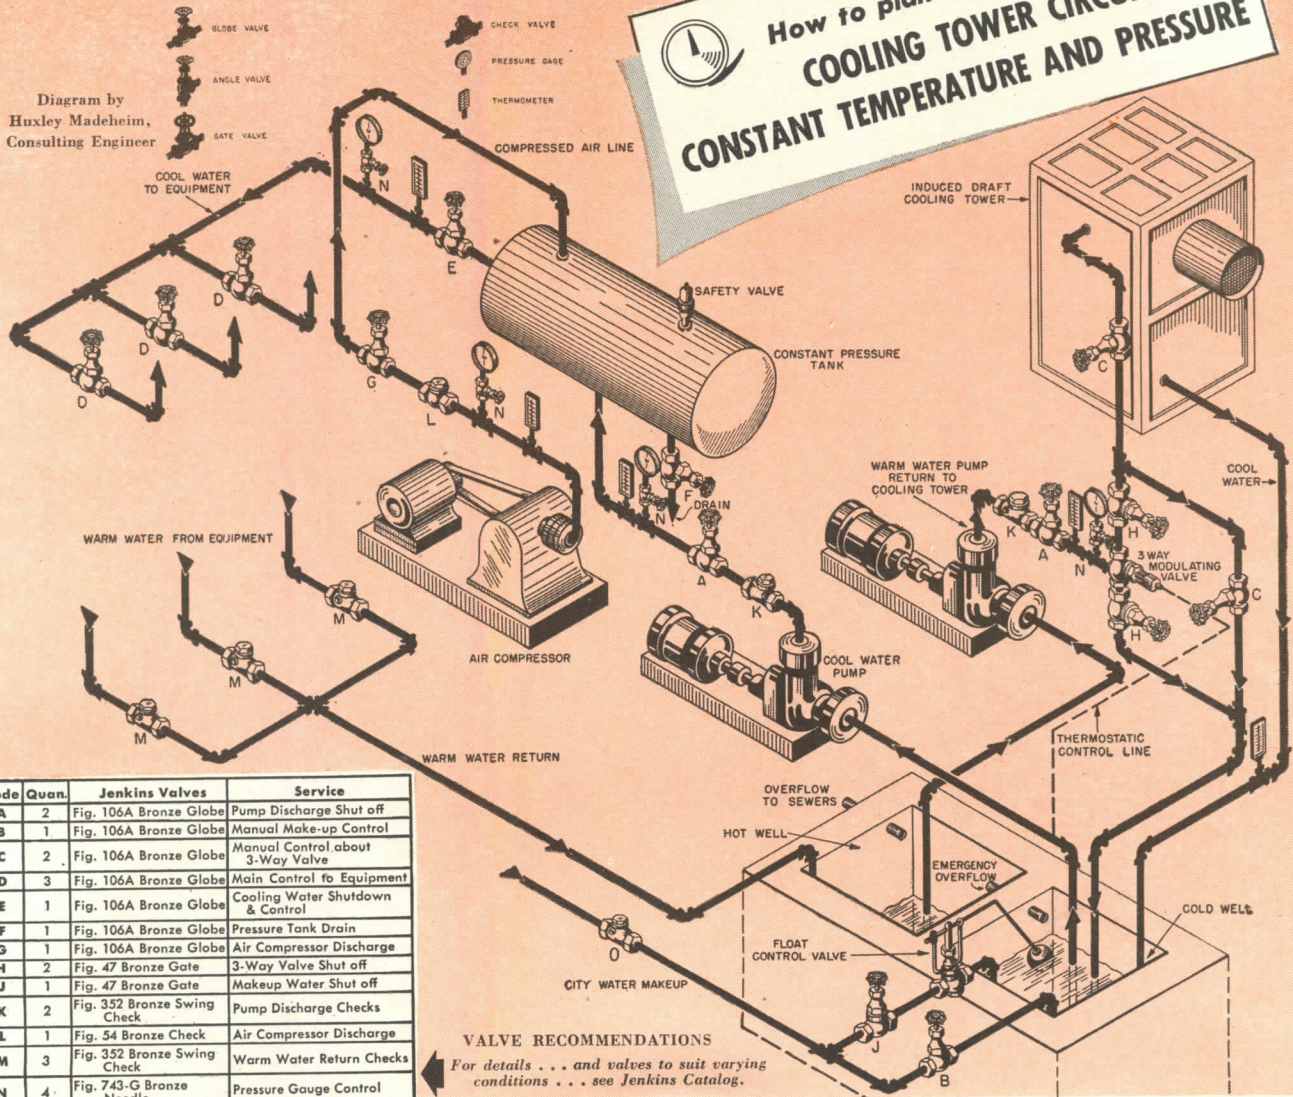 How to plan
COOLING TOWER
CONSTANT TEMPERATURE AND PRESSURE
GLOBE VALVE
ANGLE VALVE
GATE VALVE
CHECK VALVE
PRESSURE GAGE
THERMOMETER
Diagram by
Huxley Madeheim,
Consulting Engineer
COOL WATER
TO EQUIPMENT
COMPRESSED AIR LINE
INDUCED DRAFT
COOLING TOWER
N
E
D
D
D
SAFETY VALVE
CONSTANT PRESSURE
TANK
G
L
N
C
WARM WATER PUMP
RETURN TO
COOLING TOWER
COOL
WATER
N
F
DRAIN
A
K
K
A
N
H
3 WAY
MODULATING
VALVE
C
H
WARM WATER FROM EQUIPMENT
M
M
M
AIR COMPRESSOR
COOL WATER
PUMP
WARM WATER RETURN
THERMOSTATIC
CONTROL LINE
OVERFLOW
TO SEWERS
HOT WELL
EMERGENCY
OVERFLOW
COLD WELL
FLOAT
CONTROL VALVE
O
CITY WATER MAKEUP
J
B
Quan. Jenkins Valves Service
A 2 Fig. 106A Bronze Globe Pump Discharge Shut off
1 Fig. 106A Bronze Globe Manual Make-up Control
C 2 Fig. 106A Bronze Globe Manual Control about
3-Way Valve
D 3 Fig. 106A Bronze Globe Main Control to Equipment
E 1 Fig. 106A Bronze Globe Cooling Water Shutdown
& Control
F 1 Fig. 106A Bronze Globe Pressure Tank Drain
G 1 Fig. 106A Bronze Globe Air Compressor Discharge
H 2 Fig. 47 Bronze Gate 3-Way Valve Shut off
J 1 Fig. 47 Bronze Gate Makeup Water Shut off
K 2 Fig. 352 Bronze Swing
Check Pump Discharge Checks
L 1 Fig. 54 Bronze Check Air Compressor Discharge
M 3 Fig. 352 Bronze Swing
Check Warm Water Return Checks
N 4 Fig. 743-G Bronze
Pressure Gauge Control
VALVE RECOMMENDATIONS
For details . . . and valves to suit varying
conditions . . . see Jenkins Catalog.